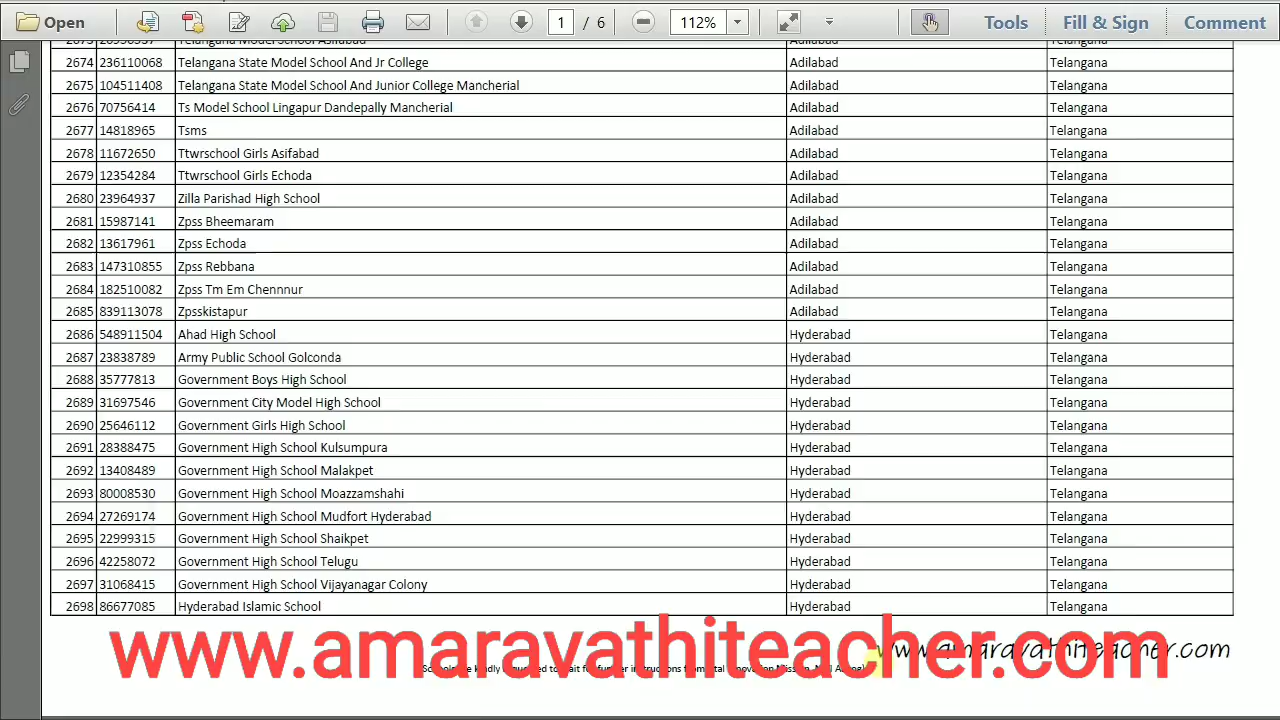 Open 1 / 6 112% Tools Fill & Sign Comment
Telangana Model School Asifabad Adilabad Telangana
2674 236110068 Telangana State Model School And Jr College Adilabad Telangana
2675 104511408 Telangana State Model School And Junior College Mancherial Adilabad Telangana
2676 70756414 Ts Model School Lingapur Dandepally Mancherial Adilabad Telangana
2677 14818965 Tsms Adilabad Telangana
2678 11672650 Ttwrschool Girls Asifabad Adilabad Telangana
2679 12354284 Ttwrschool Girls Echoda Adilabad Telangana
2680 23964937 Zilla Parishad High School Adilabad Telangana
2681 15987141 Zpss Bheemaram Adilabad Telangana
2682 13617961 Zpss Echoda Adilabad Telangana
2683 147310855 Zpss Rebbana Adilabad Telangana
2684 182510082 Zpss Tm Em Chennnur Adilabad Telangana
2685 839113078 Zpsskistapur Adilabad Telangana
2686 548911504 Ahad High School Hyderabad Telangana
2687 23838789 Army Public School Golconda Hyderabad Telangana
2688 35777813 Government Boys High School Hyderabad Telangana
2689 31697546 Government City Model High School Hyderabad Telangana
2690 25646112 Government Girls High School Hyderabad Telangana
2691 28388475 Government High School Kulsumpura Hyderabad Telangana
2692 13408489 Government High School Malakpet Hyderabad Telangana
2693 80008530 Government High School Moazzamshahi Hyderabad Telangana
2694 27269174 Government High School Mudfort Hyderabad Hyderabad Telangana
2695 22999315 Government High School Shaikpet Hyderabad Telangana
2696 42258072 Government High School Telugu Hyderabad Telangana
2697 31068415 Government High School Vijayanagar Colony Hyderabad Telangana
2698 86677085 Hyderabad Islamic School Hyderabad Telangana
www.amaravathiteacher.com
www.amaravathiteacher.com